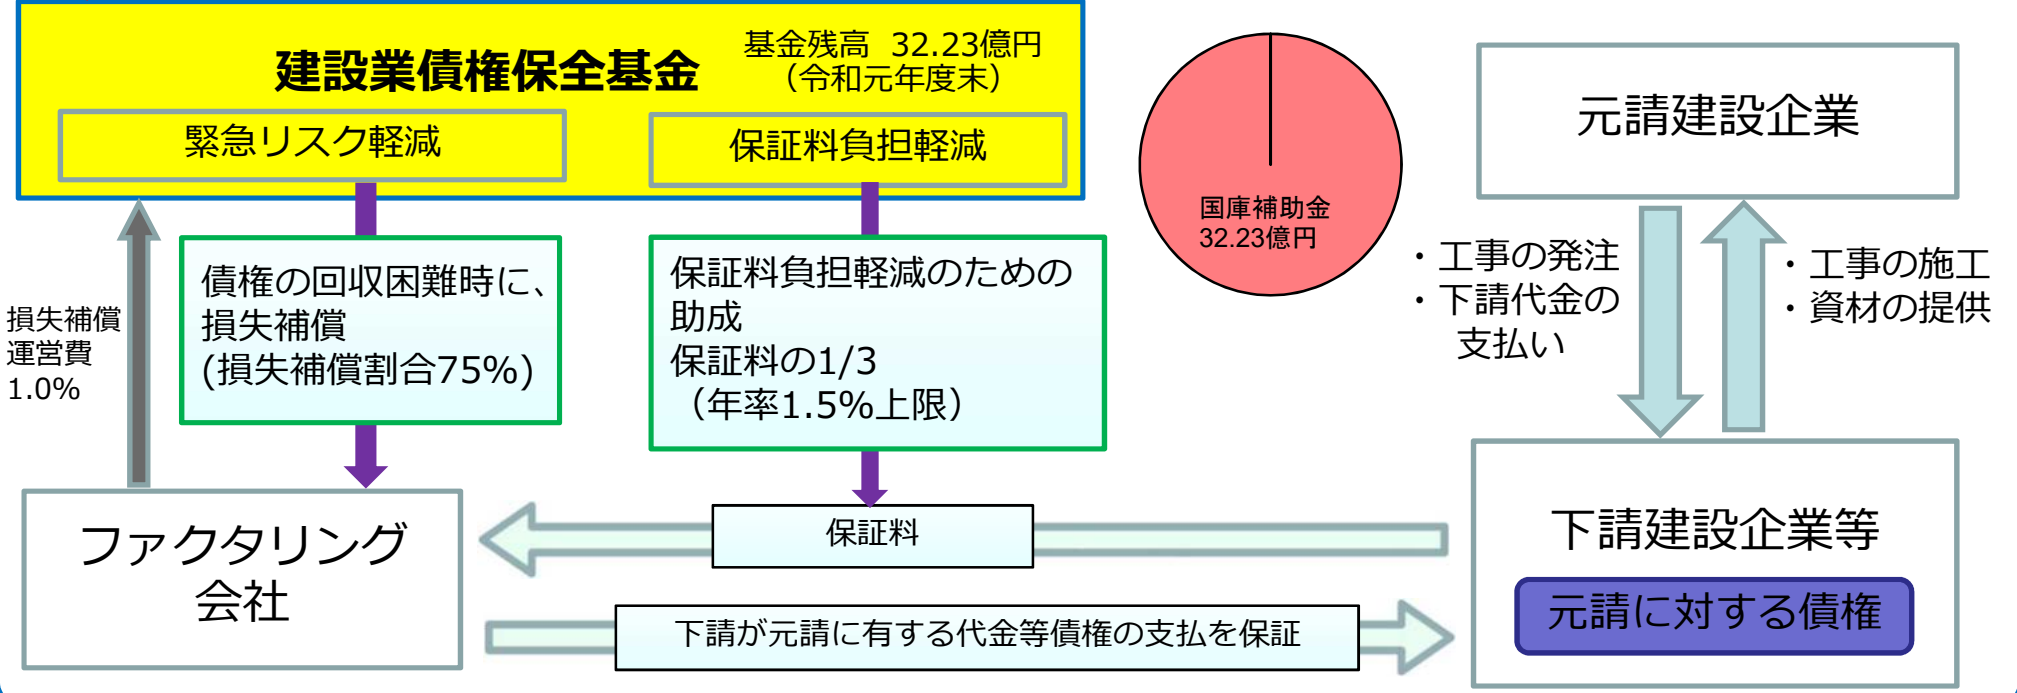 建設業債権保全基金
基金残高 32.23億円
（令和元年度末）
緊急リスク軽減
保証料負担軽減
国庫補助金
32.23億円
元請建設企業
損失補償
運営費
1.0%
債権の回収困難時に、
損失補償
(損失補償割合75%)
保証料負担軽減のための
助成
保証料の1/3
（年率1.5%上限）
・工事の発注
・下請代金の
支払い
・工事の施工
・資材の提供
ファクタリング
会社
保証料
下請が元請に有する代金等債権の支払を保証
下請建設企業等
元請に対する債権